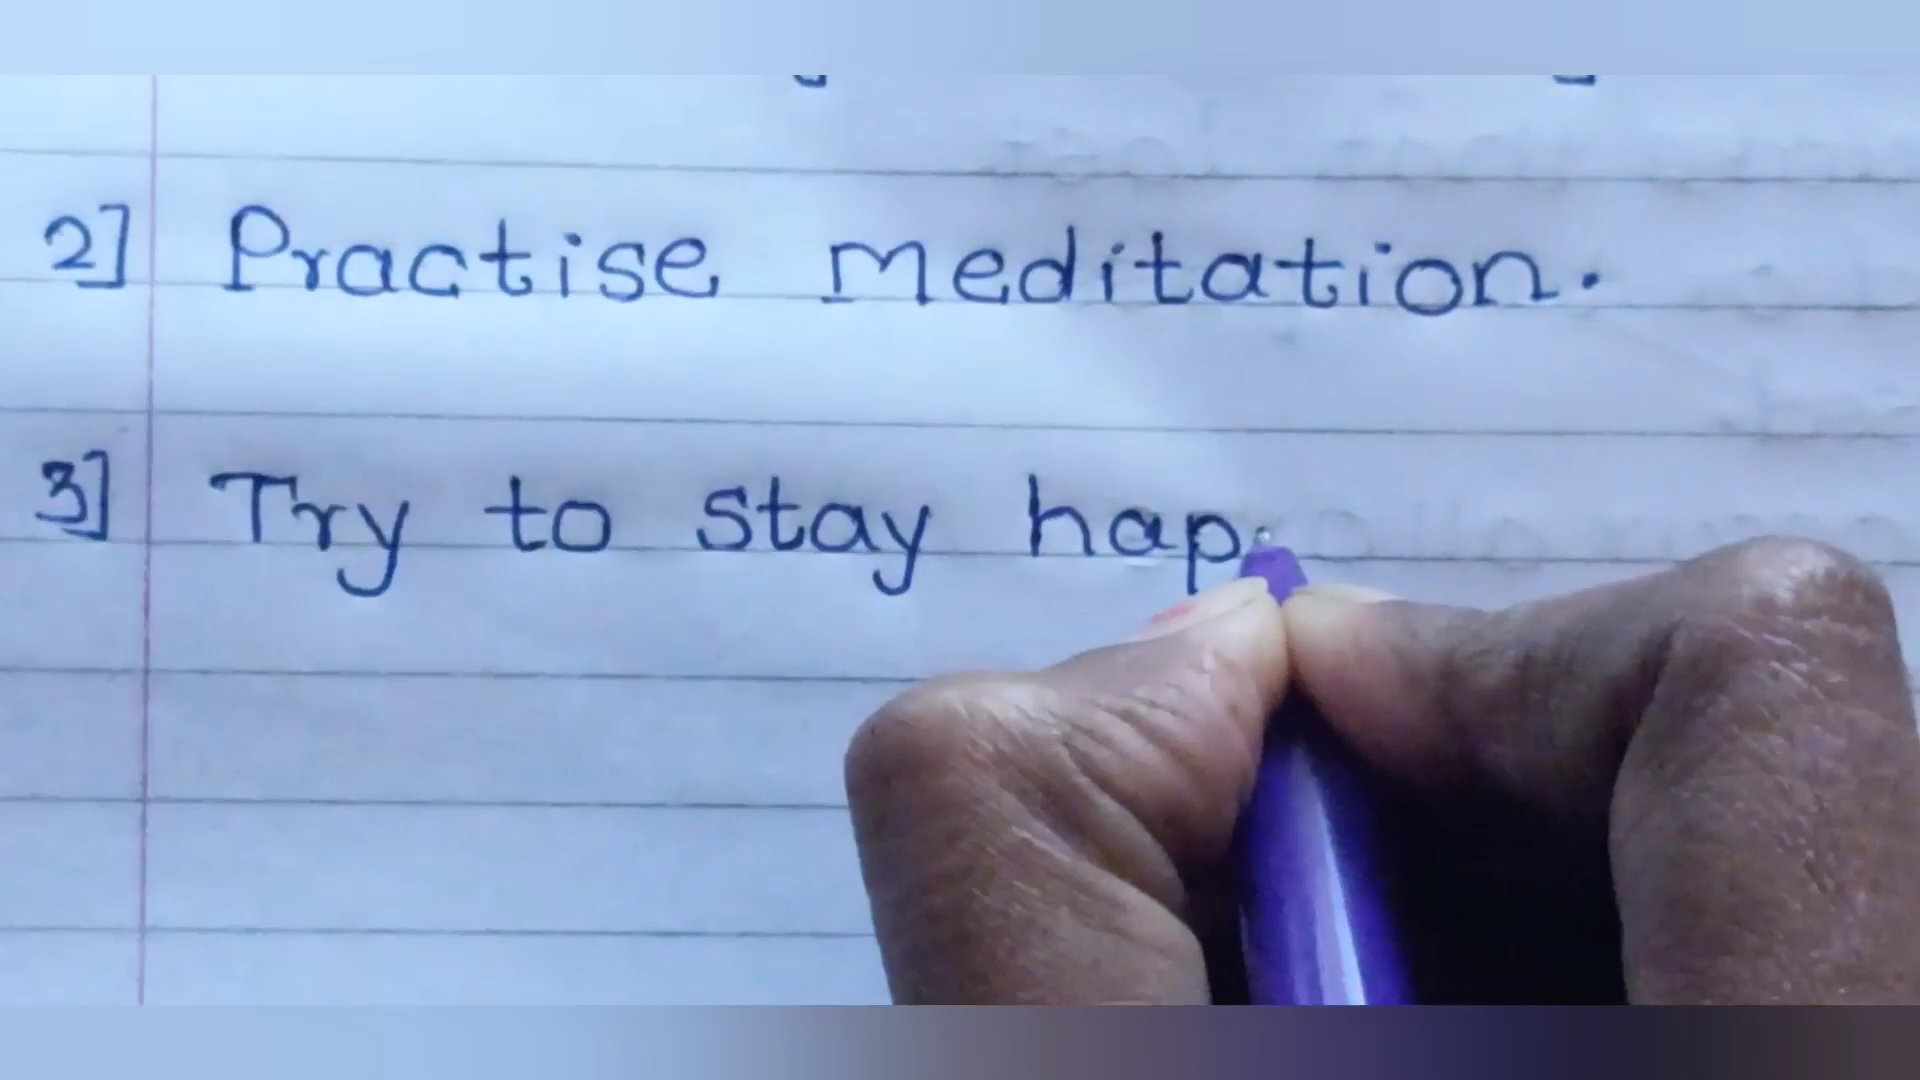 2] Practise meditation.
3] Try to stay hap